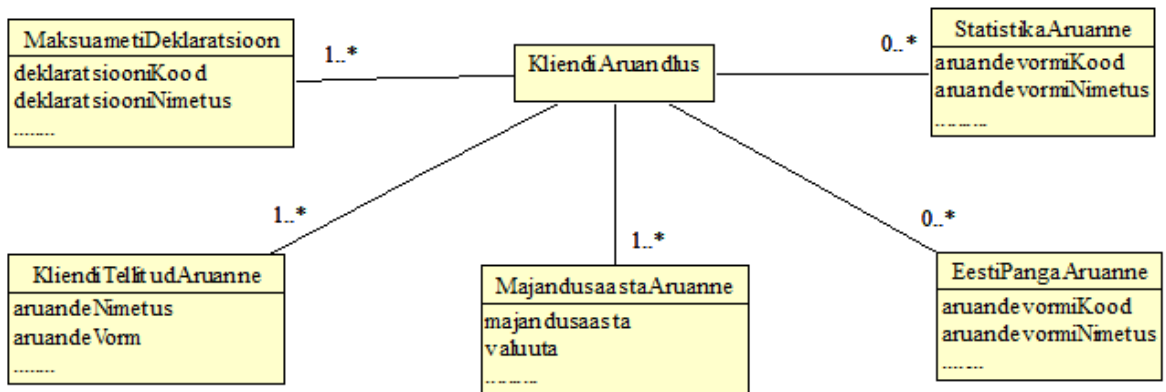 MaksuametiDeklaratsioon
deklaratsiooniKood
deklaratsiooniNimetus
........
1..*
KliendiAruandlus
0..*
StatistikaAruanne
aruandevormiKood
aruandevormiNimetus
..........
1..*
KliendiTellitudAruanne
aruandeNimetus
aruandeVorm
........
1..*
MajandusaastaAruanne
majandusaasta
valuuta
..........
0..*
EestiPangaAruanne
aruandevormiKood
aruandevormiNimetus
........